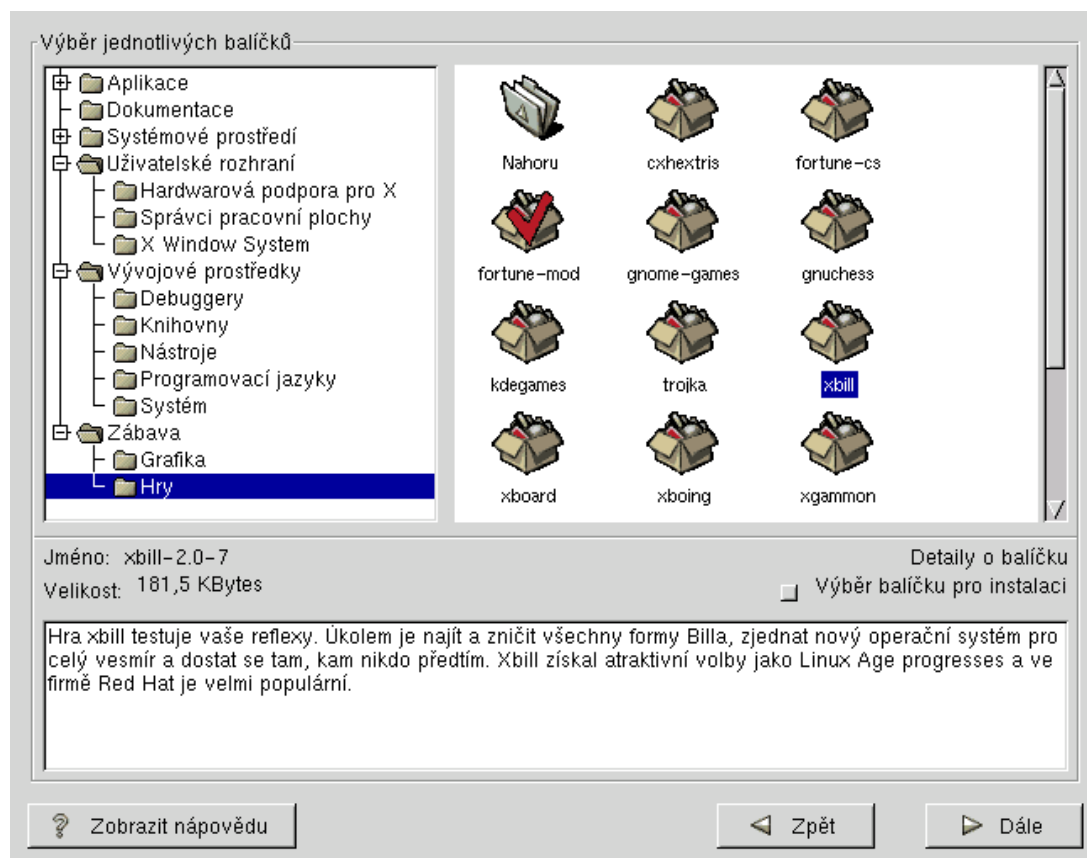 Výběr jednotlivých balíčků
Aplikace
Dokumentace
Systémové prostředí
Uživatelské rozhraní
Hardwarová podpora pro X
Správci pracovní plochy
X Window System
Vývojové prostředky
Debuggery
Knihovny
Nástroje
Programovací jazyky
Systém
Zábava
Grafika
Hry
Nahoru cxhextris fortune-cs
fortune-mod gnome-games gnuchess
kdegames trojka xbill
xboard xboing xgammon
Jméno: xbill-2.0-7 Detaily o balíčku
Velikost: 181,5 KBytes Výběr balíčku pro instalaci
Hra xbill testuje vaše reflexy. Úkolem je najít a zničit všechny formy Billa, zjednat nový operační systém pro
celý vesmír a dostat se tam, kam nikdo předtím. Xbill získal atraktivní volby jako Linux Age progresses a ve
firmě Red Hat je velmi populární.
? Zobrazit nápovědu Zpět Dále